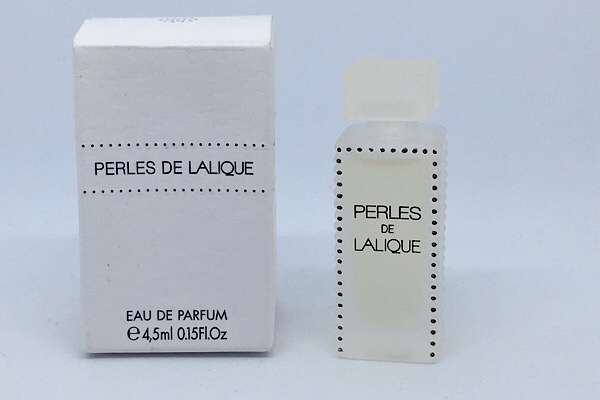 PERLES DE LALIQUE
EAU DE PARFUM
℮ 4,5ml 0.15Fl.Oz
PERLES
DE
LALIQUE